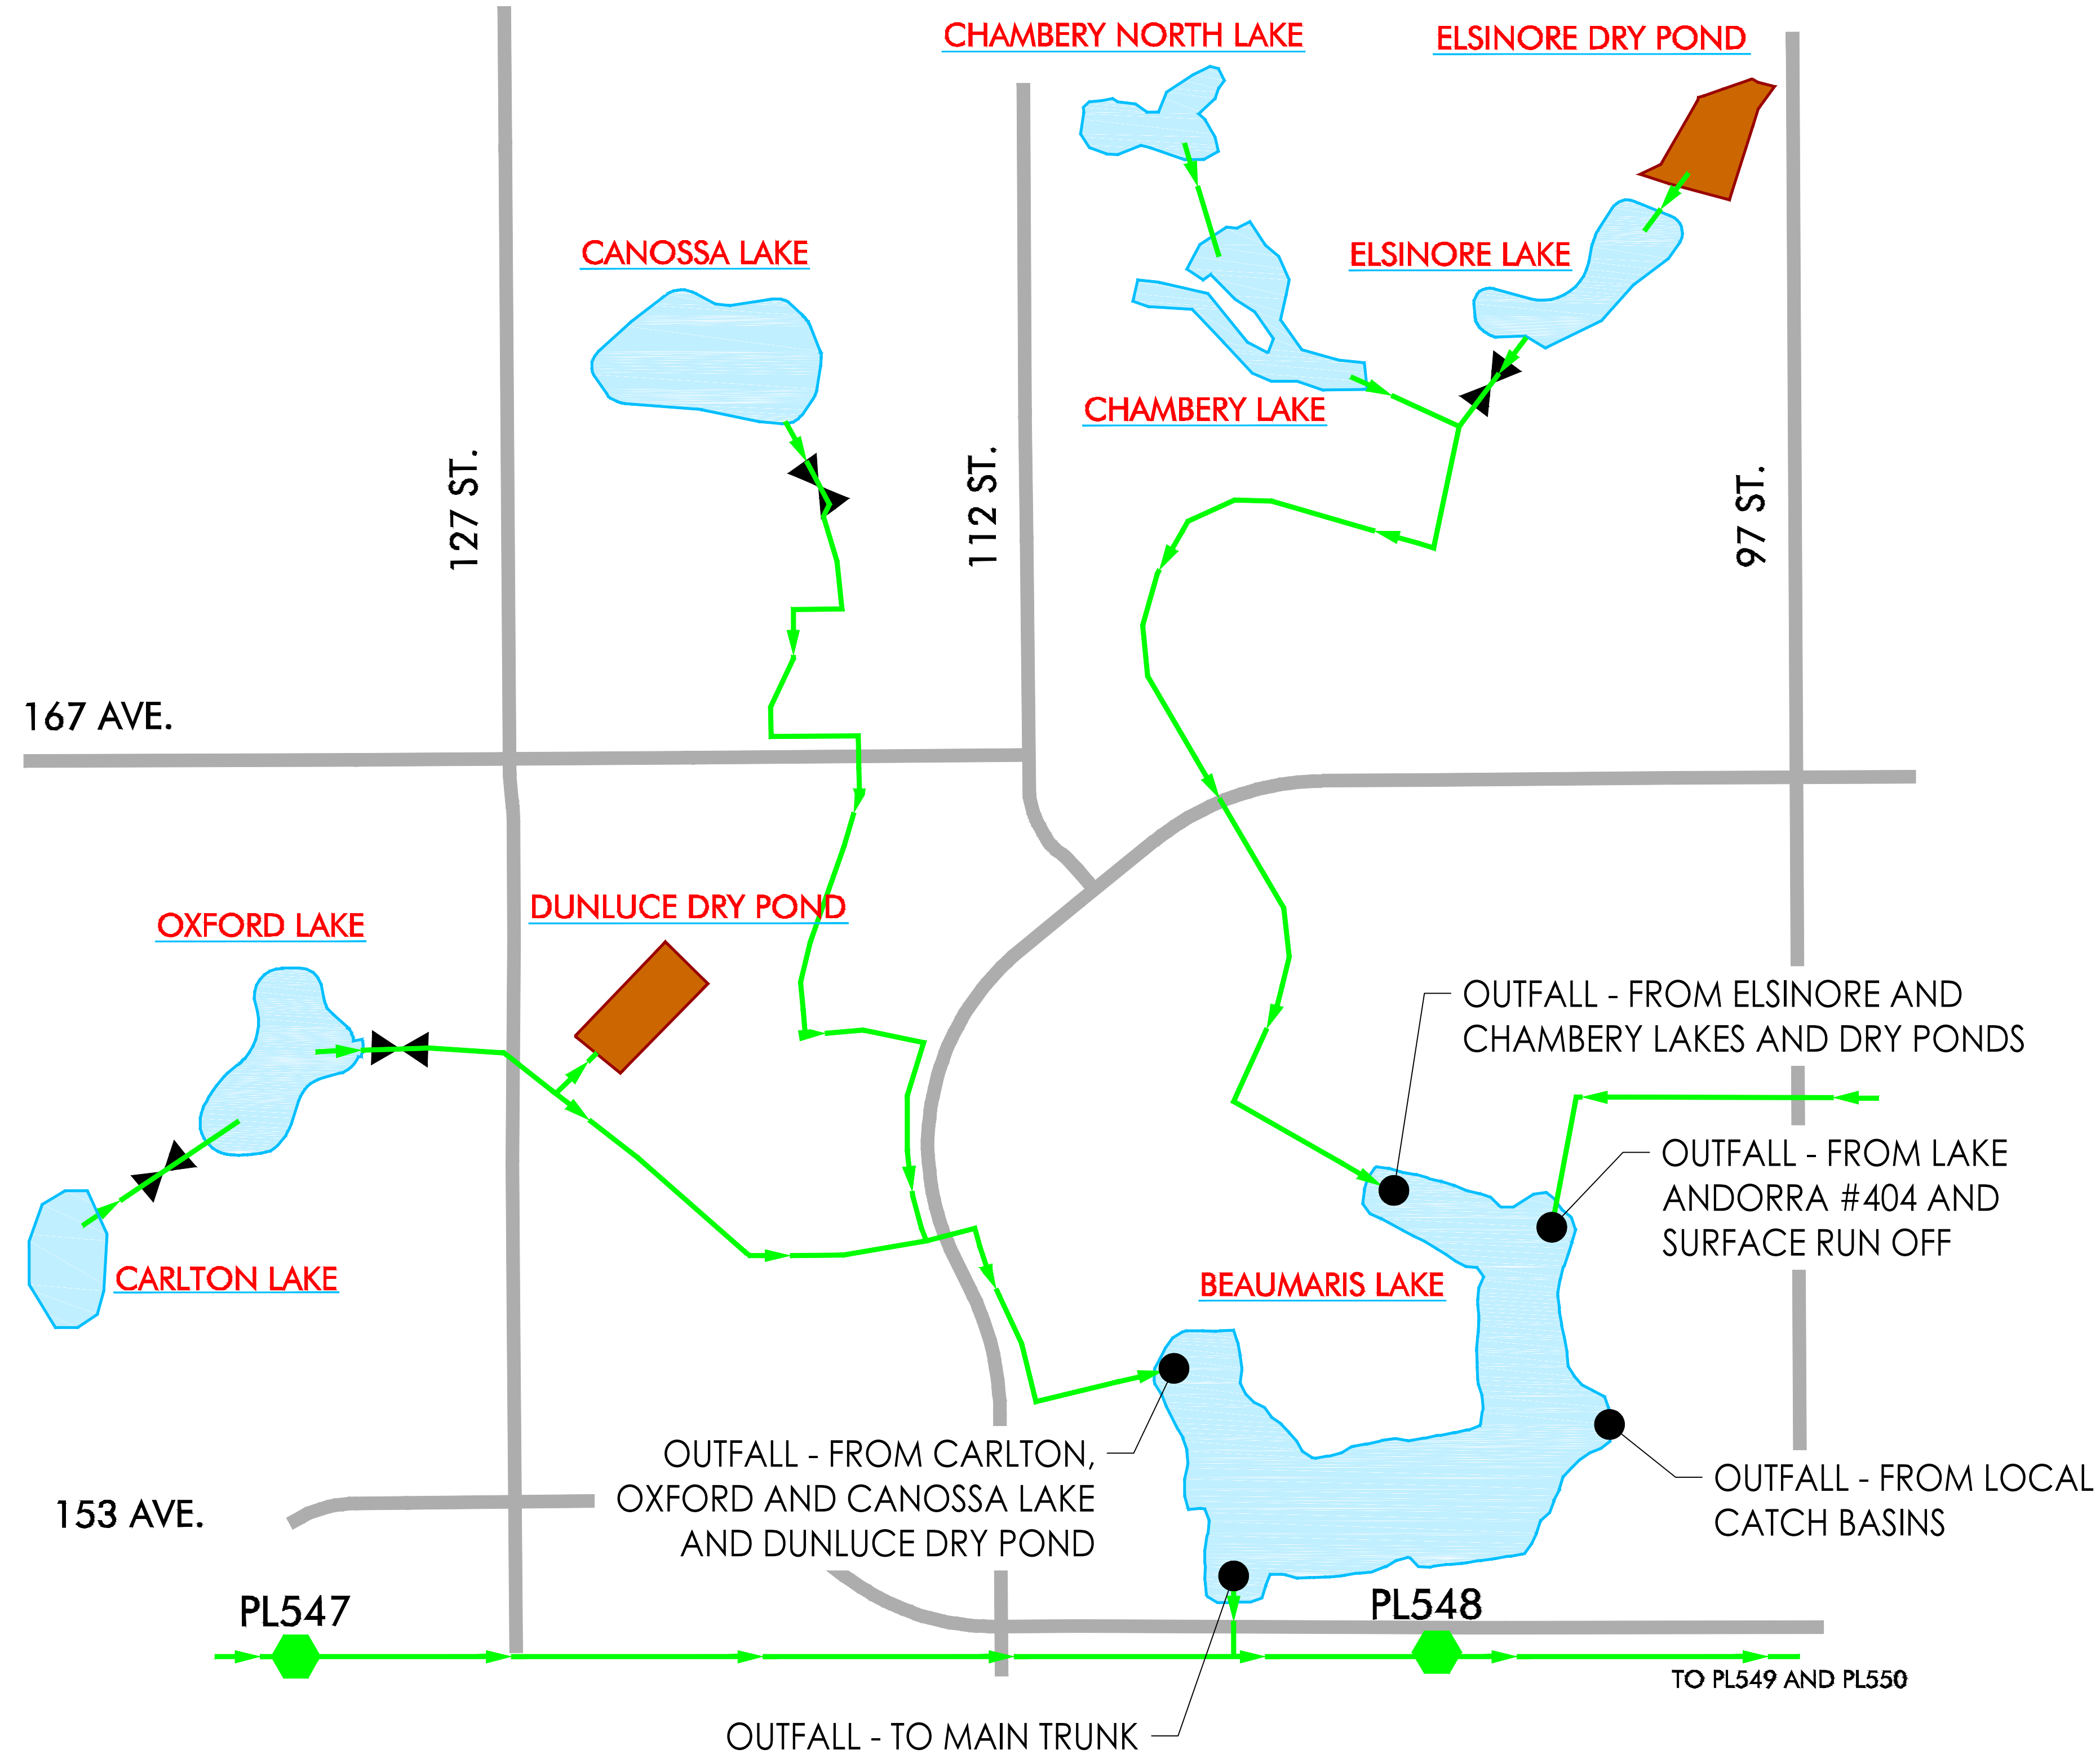 CHAMBERY NORTH LAKE
ELSINORE DRY POND
CANOSSA LAKE
ELSINORE LAKE
CHAMBERY LAKE
127 ST.
112 ST.
97 ST.
167 AVE.
OXFORD LAKE
DUNLUCE DRY POND
OUTFALL - FROM ELSINORE AND
CHAMBERY LAKES AND DRY PONDS
OUTFALL - FROM LAKE
ANDORRA #404 AND
SURFACE RUN OFF
CARLTON LAKE
BEAUMARIS LAKE
OUTFALL - FROM CARLTON,
OXFORD AND CANOSSA LAKE
AND DUNLUCE DRY POND
OUTFALL - FROM LOCAL
CATCH BASINS
153 AVE.
PL547
PL548
TO PL549 AND PL550
OUTFALL - TO MAIN TRUNK